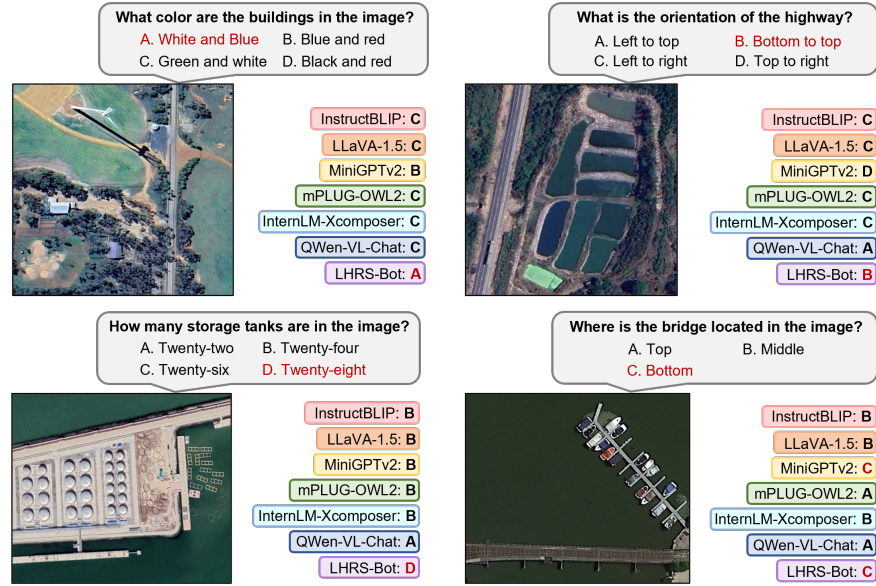 What color are the buildings in the image?
A. White and Blue B. Blue and red
C. Green and white D. Black and red
InstructBLIP: C
LLaVA-1.5: C
MiniGPTv2: B
mPLUG-OWL2: C
InternLM-Xcomposer: C
QWen-VL-Chat: C
LHRS-Bot: A
What is the orientation of the highway?
A. Left to top B. Bottom to top
C. Left to right D. Top to right
InstructBLIP: C
LLaVA-1.5: C
MiniGPTv2: D
mPLUG-OWL2: C
InternLM-Xcomposer: C
QWen-VL-Chat: A
LHRS-Bot: B
How many storage tanks are in the image?
A. Twenty-two B. Twenty-four
C. Twenty-six D. Twenty-eight
InstructBLIP: B
LLaVA-1.5: B
MiniGPTv2: B
mPLUG-OWL2: B
InternLM-Xcomposer: B
QWen-VL-Chat: A
LHRS-Bot: D
Where is the bridge located in the image?
A. Top B. Middle
C. Bottom
InstructBLIP: B
LLaVA-1.5: B
MiniGPTv2: C
mPLUG-OWL2: A
InternLM-Xcomposer: B
QWen-VL-Chat: A
LHRS-Bot: C